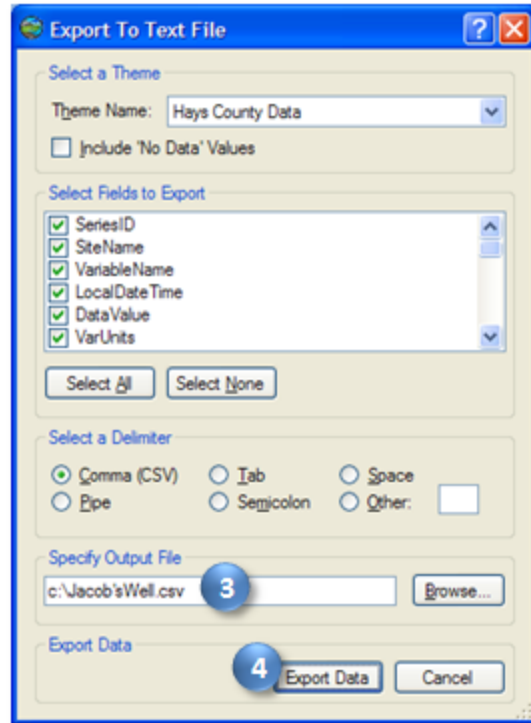 Export To Text File
Select a Theme
Theme Name: Hays County Data
Include 'No Data' Values
Select Fields to Export
SeriesID
SiteName
VariableName
LocalDateTime
DataValue
VarUnits
Select All Select None
Select a Delimiter
Comma (CSV) Tab Space
Pipe Semicolon Other:
Specify Output File
c:\Jacob'sWell.csv 3 Browse...
Export Data
4 Export Data Cancel